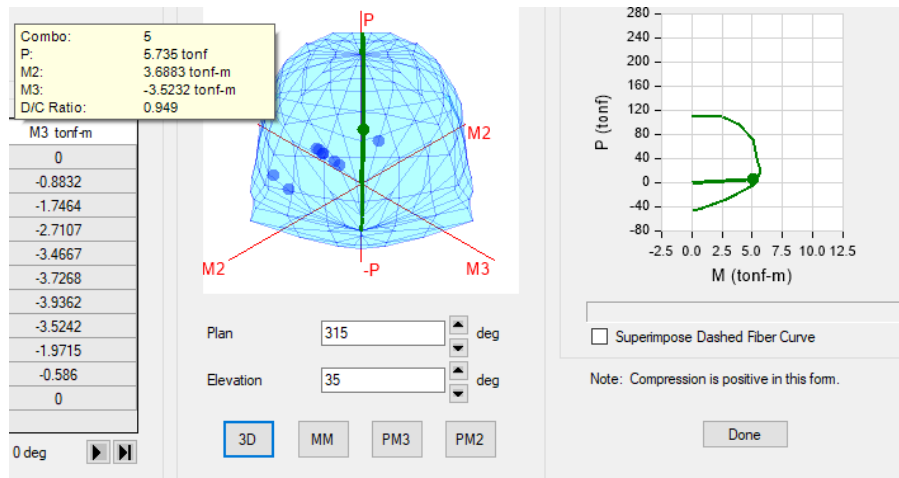 Combo: 5
P: 5.735 tonf
M2: 3.6883 tonf-m
M3: -3.5232 tonf-m
D/C Ratio: 0.949
M3 tonf-m
0
-0.8832
-1.7464
-2.7107
-3.4667
-3.7268
-3.9362
-3.5242
-1.9715
-0.586
0
0 deg
P
M2
M2
M3
-P
Plan 315 deg
Elevation 35 deg
3D MM PM3 PM2
280
240
200
160
120
80
40
0
-40
-80
P (tonf)
-2.5 0.0 2.5 5.0 7.5 10.0 12.5
M (tonf-m)
Superimpose Dashed Fiber Curve
Note: Compression is positive in this form.
Done